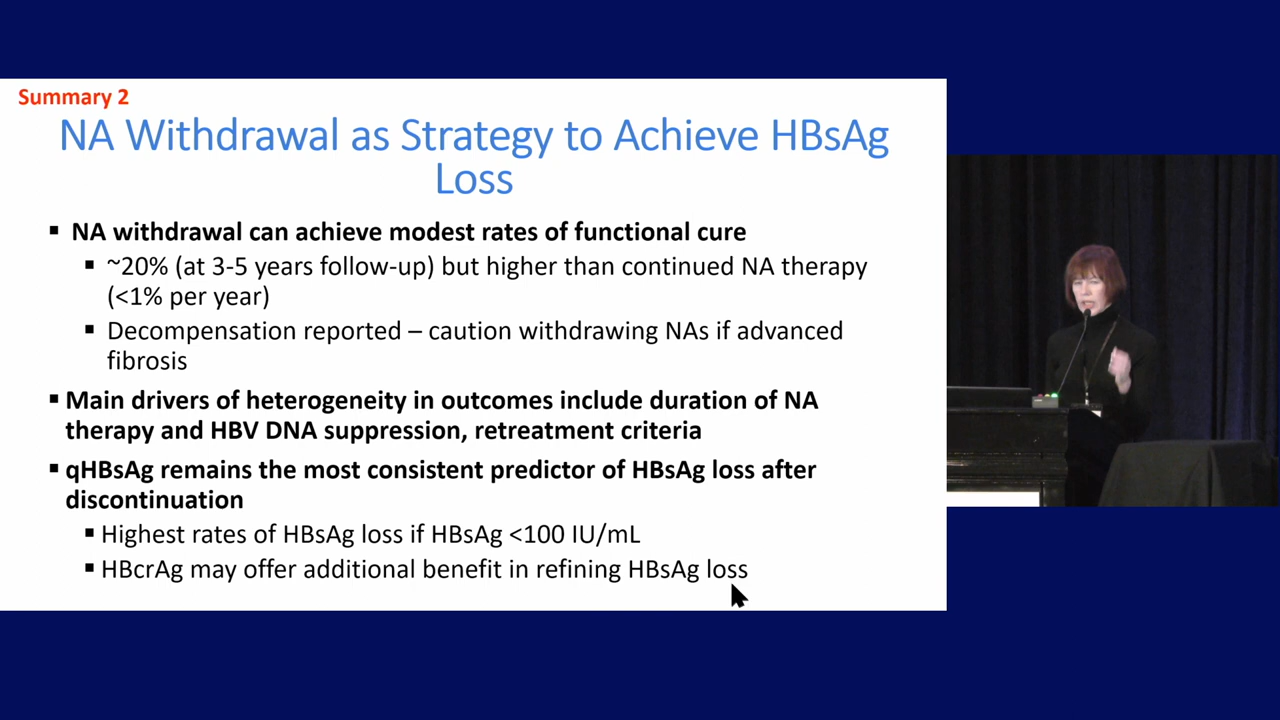 Summary 2
NA Withdrawal as Strategy to Achieve HBsAg
Loss
▪ NA withdrawal can achieve modest rates of functional cure
▪ ~20% (at 3-5 years follow-up) but higher than continued NA therapy
(<1% per year)
▪ Decompensation reported – caution withdrawing NAs if advanced
fibrosis
▪ Main drivers of heterogeneity in outcomes include duration of NA
therapy and HBV DNA suppression, retreatment criteria
▪ qHBsAg remains the most consistent predictor of HBsAg loss after
discontinuation
▪ Highest rates of HBsAg loss if HBsAg <100 IU/mL
▪ HBcrAg may offer additional benefit in refining HBsAg loss